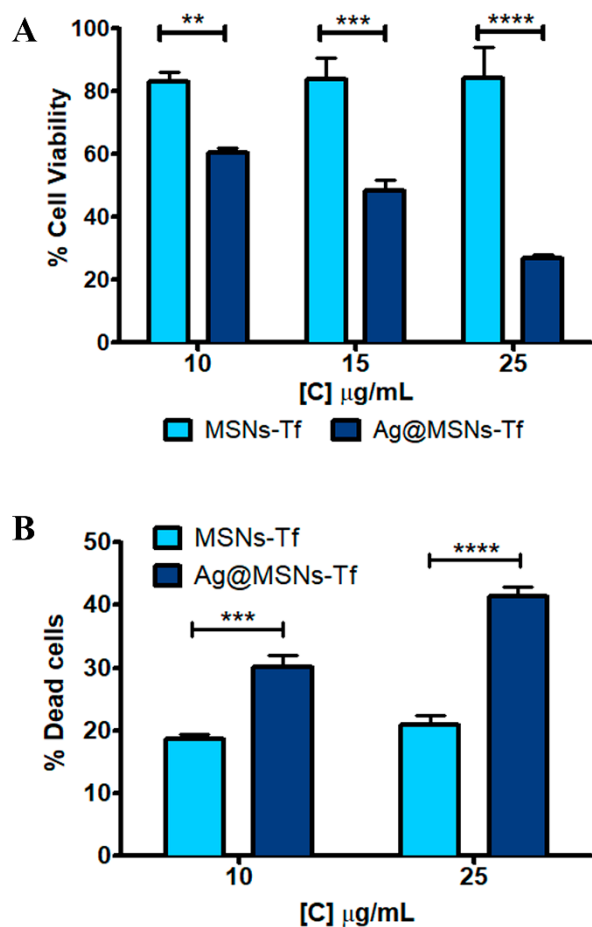 A
** *** ****
100
80
60
40
20
0
% Cell Viability
10 15 25
[C] μg/mL
MSNs-Tf Ag@MSNs-Tf
B
50
40
30
20
10
0
% Dead cells
MSNs-Tf
Ag@MSNs-Tf
****
***
10 25
[C] μg/mL